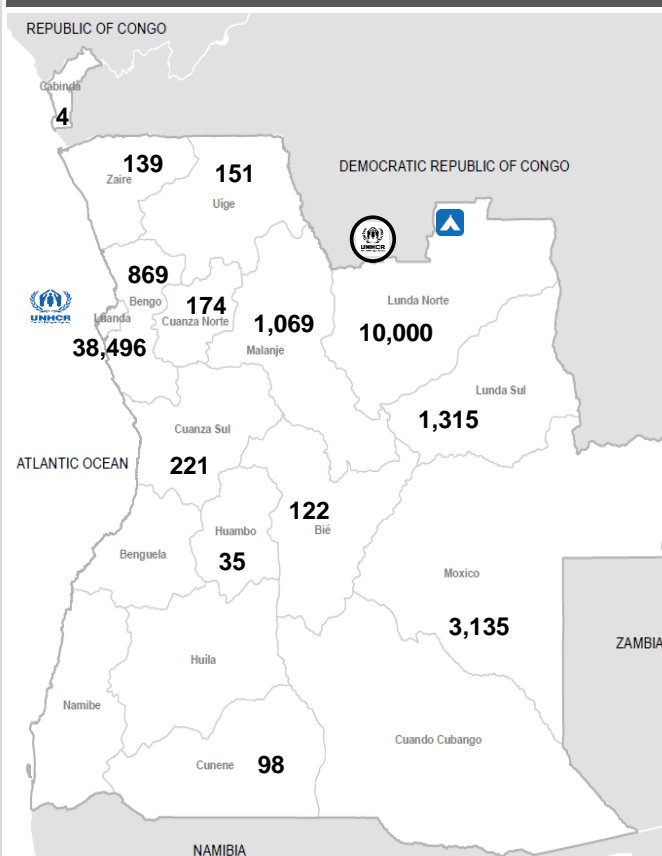 REPUBLIC OF CONGO
Cabinda
4
139
Zaire
151
Uige
DEMOCRATIC REPUBLIC OF CONGO
UNHCR
869
Bengo
174
Cuanza Norte
UNHCR
Luanda
38,496
1,069
Malanje
Lunda Norte
10,000
Lunda Sul
1,315
Cuanza Sul
221
ATLANTIC OCEAN
122
Bié
Huambo
35
Benguela
Moxico
3,135
ZAMBIA
Huíla
Namibe
Cuando Cubango
Cunene 98
NAMIBIA